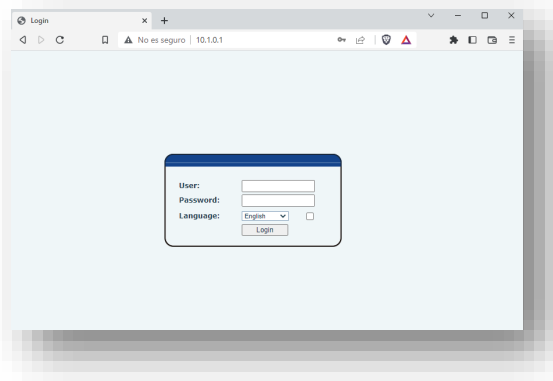 Login
No es seguro | 10.1.0.1
User:
Password:
Language: English
Login